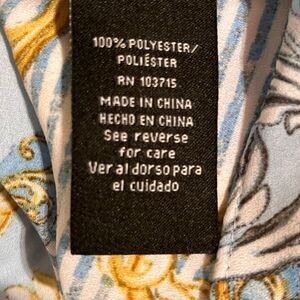 100% POLYESTER/
POLIÉSTER
RN 103715
MADE IN CHINA
HECHO EN CHINA
See reverse
for care
Ver al dorso para
el cuidado